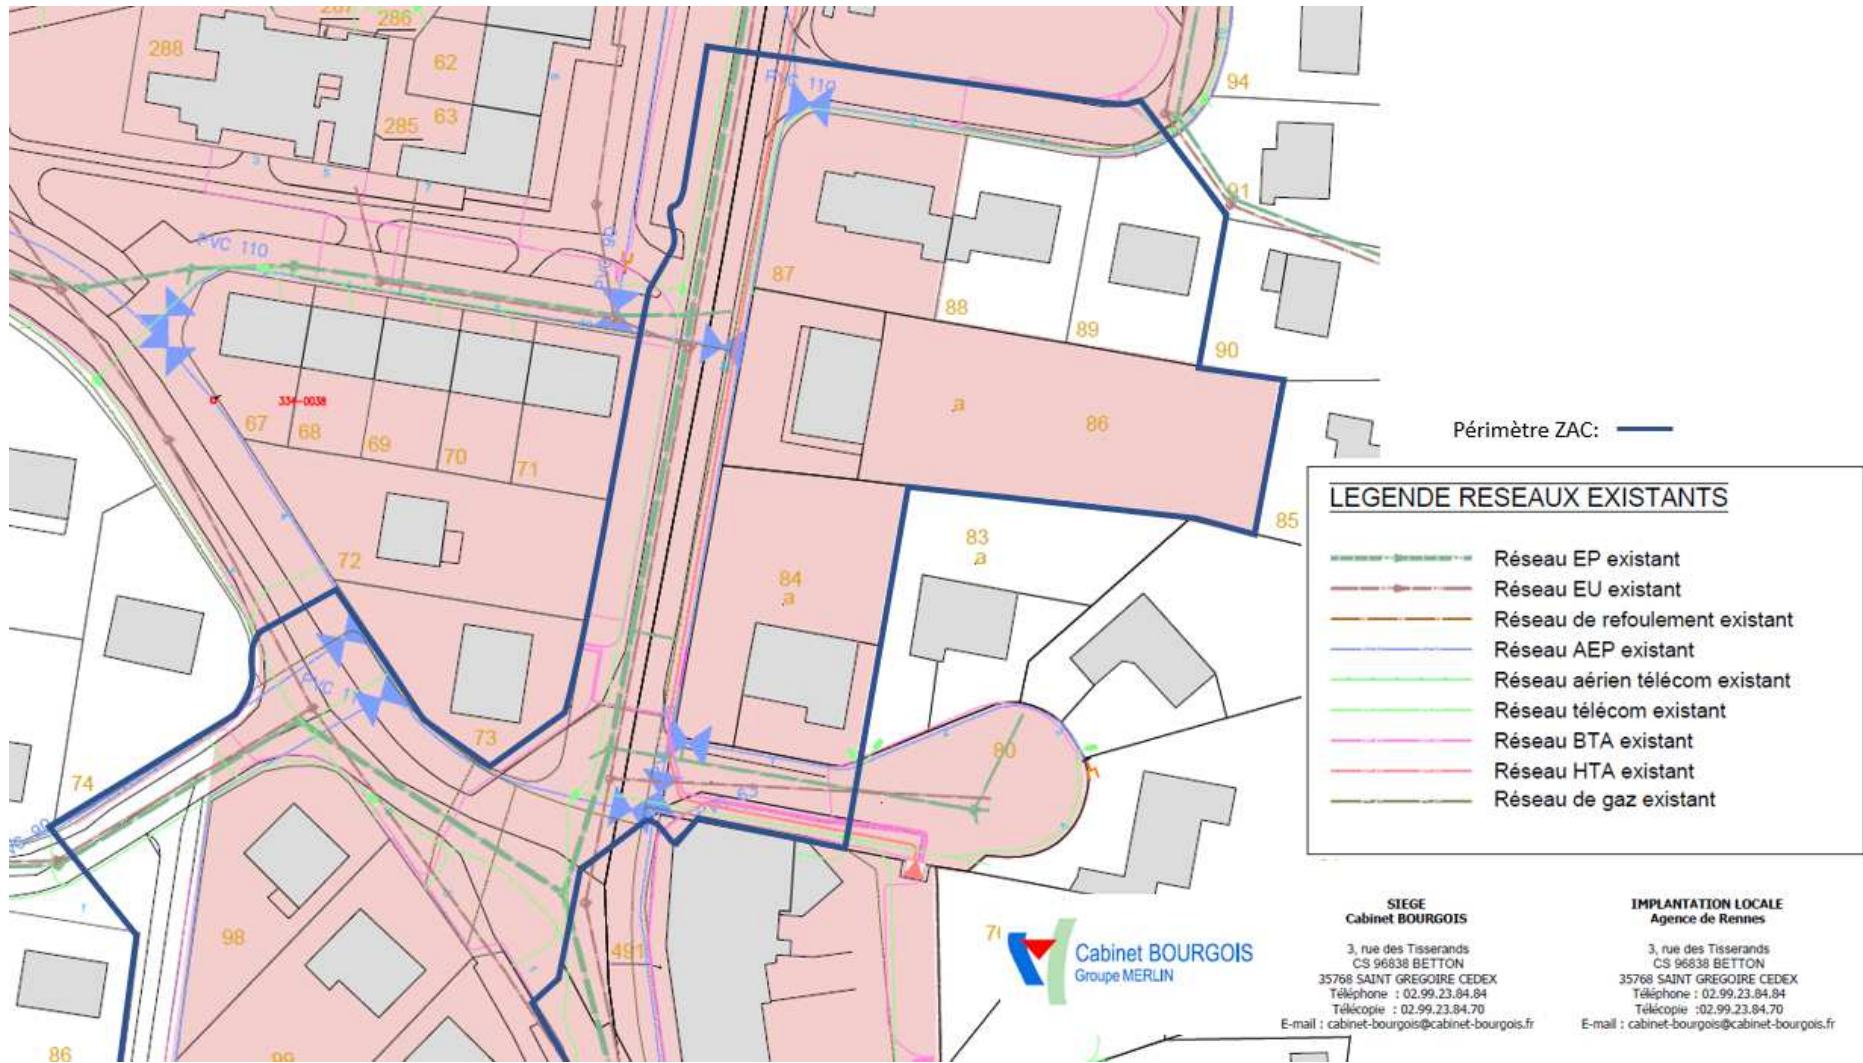 286
288
62
63
285
94
PVC 110
91
PVC 110
87
88
89
90
334-0038
67
68
69
70
71
a
86
72
84
a
83
a
85
73
74
80
63
98
491
86
99
Périmètre ZAC:
LEGENDE RESEAUX EXISTANTS
Réseau EP existant
Réseau EU existant
Réseau de refoulement existant
Réseau AEP existant
Réseau aérien télécom existant
Réseau télécom existant
Réseau BTA existant
Réseau HTA existant
Réseau de gaz existant
Cabinet BOURGOIS
Groupe MERLIN
SIEGE
Cabinet BOURGOIS
3, rue des Tisserands
CS 96838 BETTON
35768 SAINT GREGOIRE CEDEX
Téléphone : 02.99.23.84.84
Télécopie : 02.99.23.84.70
E-mail : cabinet-bourgois@cabinet-bourgois.fr
IMPLANTATION LOCALE
Agence de Rennes
3, rue des Tisserands
CS 96838 BETTON
35768 SAINT GREGOIRE CEDEX
Téléphone : 02.99.23.84.84
Télécopie :02.99.23.84.70
E-mail : cabinet-bourgois@cabinet-bourgois.fr